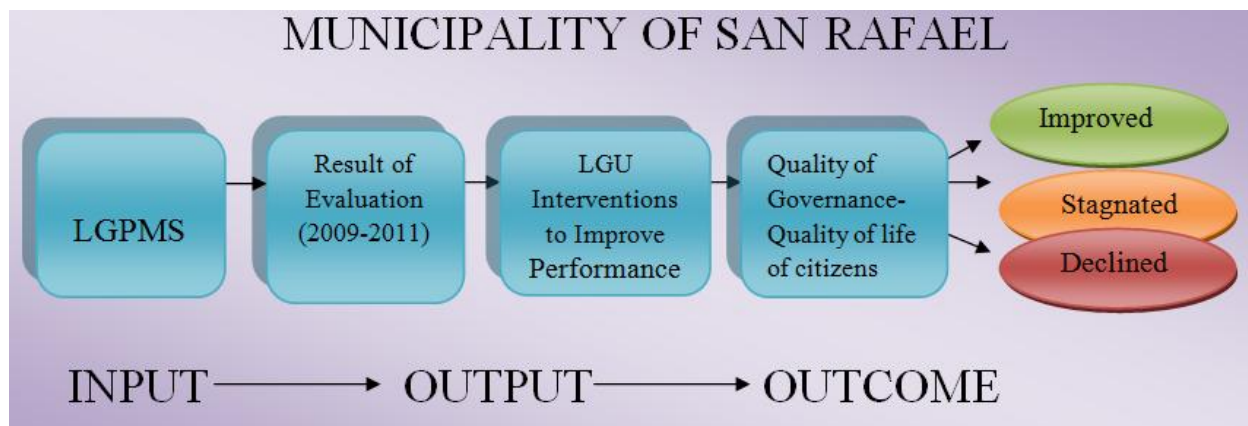 MUNICIPALITY OF SAN RAFAEL
LGPMS
Result of
Evaluation
(2009-2011)
LGU
Interventions
to Improve
Performance
Quality of
Governance-
Quality of life
of citizens
Improved
Stagnated
Declined
INPUT OUTPUT OUTCOME